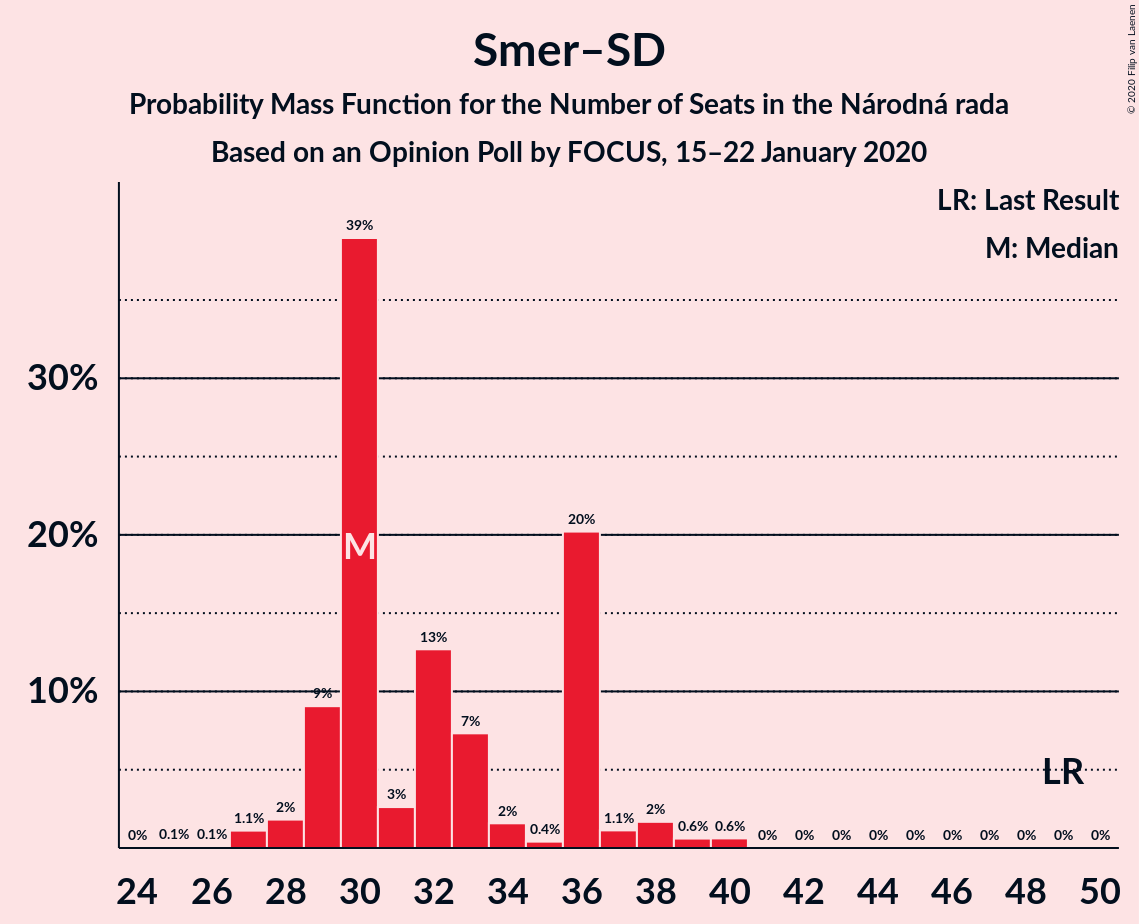 Smer–SD
Probability Mass Function for the Number of Seats in the Národná rada
Based on an Opinion Poll by FOCUS, 15–22 January 2020
© 2020 Filip van Laenen
LR: Last Result
M: Median
39%
30%
20%
M
20%
13%
10%
9%
7%
LR
0% 0.1% 0.1% 1.1% 2% 3% 2% 0.4% 1.1% 2% 0.6% 0.6% 0% 0% 0% 0% 0% 0% 0% 0% 0% 0%
24 26 28 30 32 34 36 38 40 42 44 46 48 50